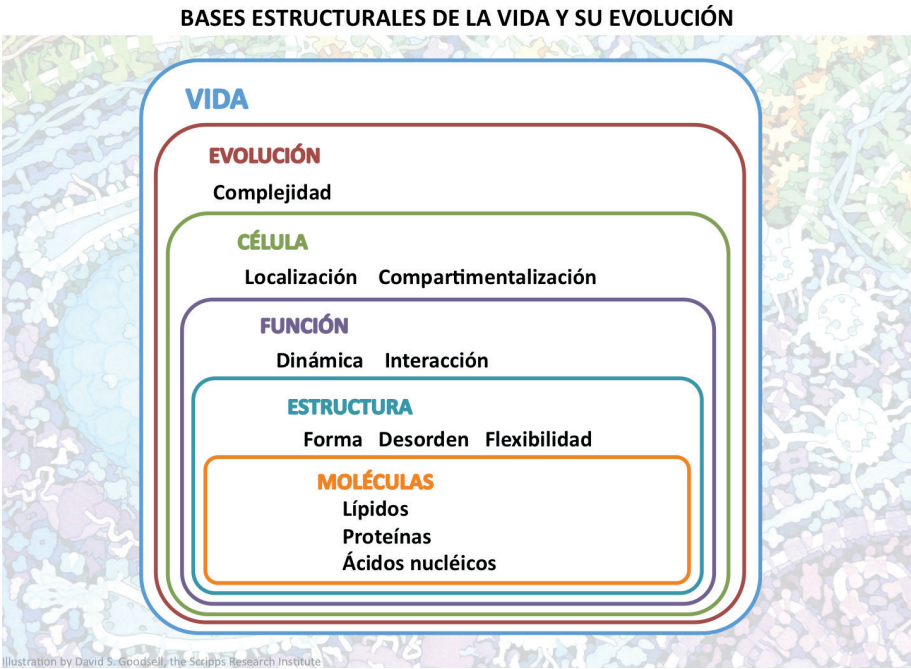 BASES ESTRUCTURALES DE LA VIDA Y SU EVOLUCIÓN
VIDA
EVOLUCIÓN
Complejidad
CÉLULA
Localización Compartimentalización
FUNCIÓN
Dinámica Interacción
ESTRUCTURA
Forma Desorden Flexibilidad
MOLÉCULAS
Lípidos
Proteínas
Ácidos nucléicos
Illustration by David S. Goodsell, the Scripps Research Institute